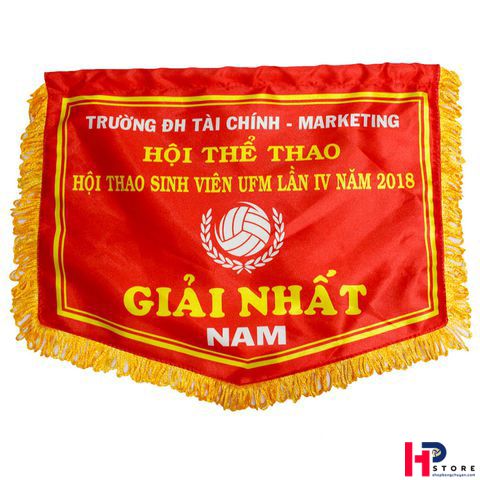 TRƯỜNG ĐH TÀI CHÍNH - MARKETING
HỘI THỂ THAO
HỘI THAO SINH VIÊN UFM LẦN IV NĂM 2018
GIẢI NHẤT
NAM
HP
STORE
shopbongchuyen.com